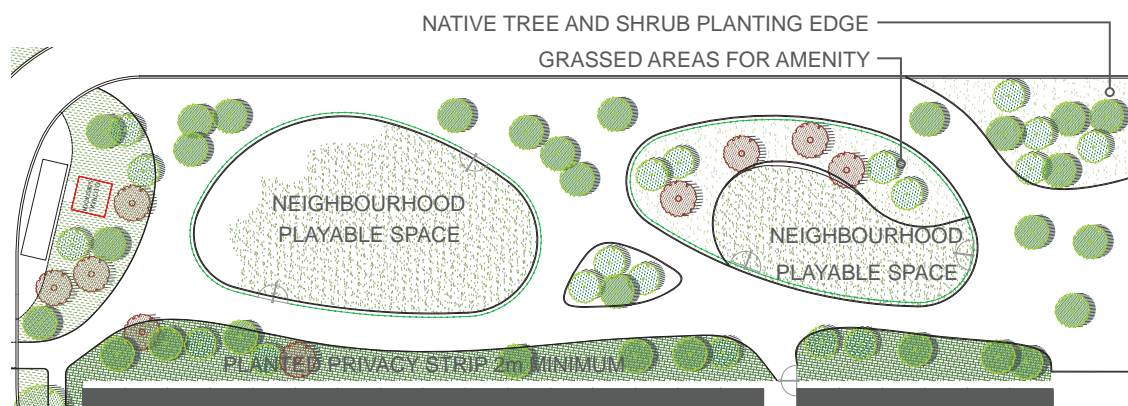 NATIVE TREE AND SHRUB PLANTING EDGE
GRASSED AREAS FOR AMENITY
NEIGHBOURHOOD
PLAYABLE SPACE
NEIGHBOURHOOD
PLAYABLE SPACE
PLANTED PRIVACY STRIP 2m MINIMUM